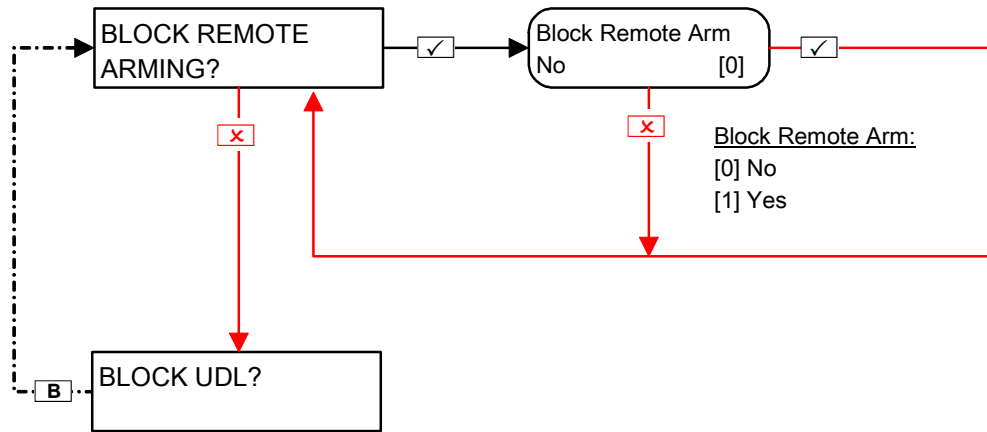 BLOCK REMOTE
ARMING?
✓
Block Remote Arm
No [0]
✓
✗
✗
Block Remote Arm:
[0] No
[1] Yes
BLOCK UDL?
B